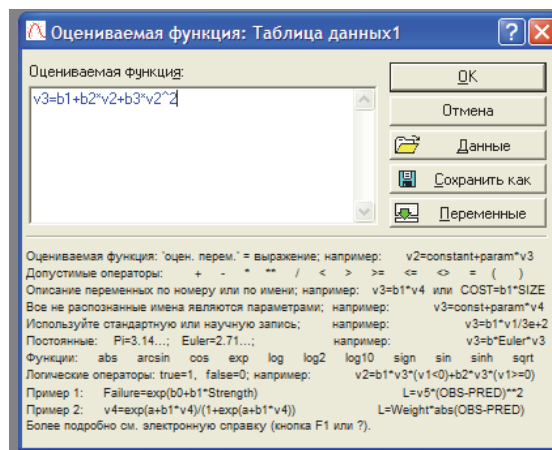 Оцениваемая функция: Таблица данных1
Оцениваемая функция:
v3=b1+b2*v2+b3*v2^2
OK
Отмена
Данные
Сохранить как
Переменные
Оцениваемая функция: 'оцен. перем.' = выражение; например: v2=constant+param*v3
Допустимые операторы: + - * ** / < > >= <= <> = ( )
Описание переменных по номеру или по имени; например: v3=b1*v4 или COST=b1*SIZE
Все не распознанные имена являются параметрами; например: v3=const+param*v4
Используйте стандартную или научную запись; например: v3=b1*v1/3e+2
Постоянные: Pi=3.14...; Euler=2.71...; например: v3=b*Euler*v3
Функции: abs arcsin cos exp log log2 log10 sign sin sinh sqrt
Логические операторы: true=1, false=0; например: v2=b1*v3*(v1<0)+b2*v3*(v1>=0)
Пример 1: Failure=exp(b0+b1*Strength) L=v5*(OBS-PRED)**2
Пример 2: v4=exp(a+b1*v4)/(1+exp(a+b1*v4)) L=Weight*abs(OBS-PRED)
Более подробно см. электронную справку (кнопка F1 или ?).